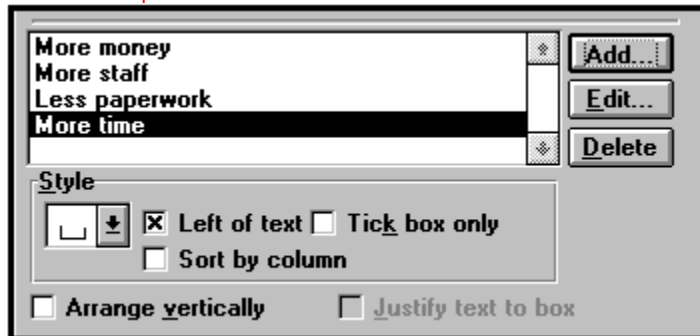 More money
Add...
More staff
Less paperwork
Edit...
More time
Delete
Style
Left of text Tick box only
Sort by column
Arrange vertically Justify text to box